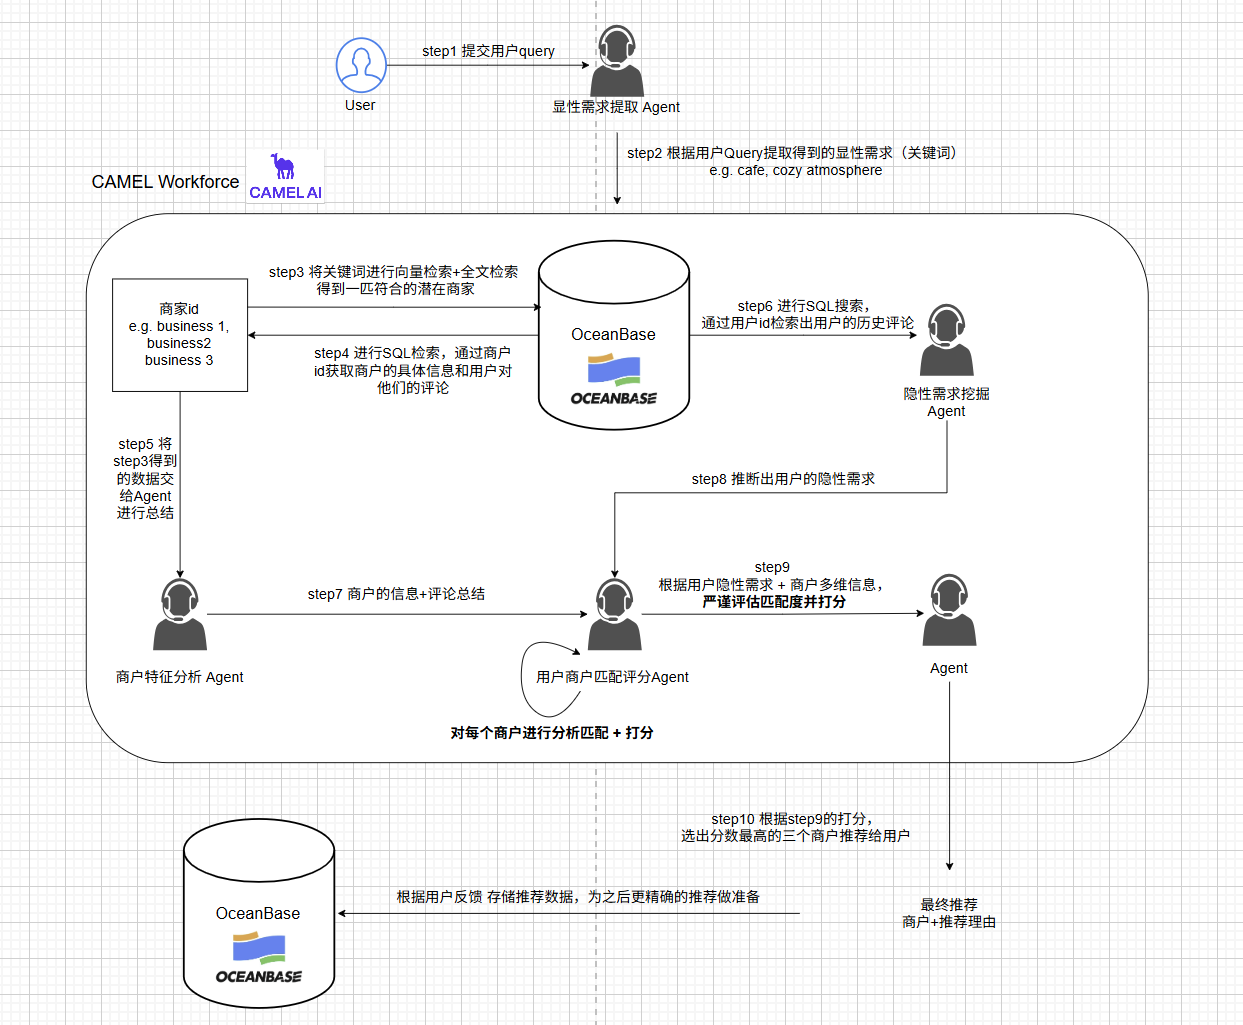 step1 提交用户query
User
显性需求提取 Agent
step2 根据用户Query提取得到的显性需求（关键词）
e.g. cafe, cozy atmosphere
CAMEL Workforce
CAMEL AI
step3 将关键词进行向量检索+全文检索
得到一匹符合的潜在商家
商家id
e.g. business 1,
business2
business 3
OceanBase
OCEANBASE
step4 进行SQL检索，通过商户
id获取商户的具体信息和用户对
他们的评论
step6 进行SQL搜索，
通过用户id检索出用户的历史评论
隐性需求挖掘
Agent
step5 将
step3得到
的数据交
给Agent
进行总结
step8 推断出用户的隐性需求
step7 商户的信息+评论总结
step9
根据用户隐性需求 + 商户多维信息，
严谨评估匹配度并打分
商户特征分析 Agent
用户商户匹配评分Agent
Agent
对每个商户进行分析匹配 + 打分
step10 根据step9的打分，
选出分数最高的三个商户推荐给用户
根据用户反馈 存储推荐数据，为之后更精确的推荐做准备
最终推荐
商户+推荐理由
OceanBase
OCEANBASE